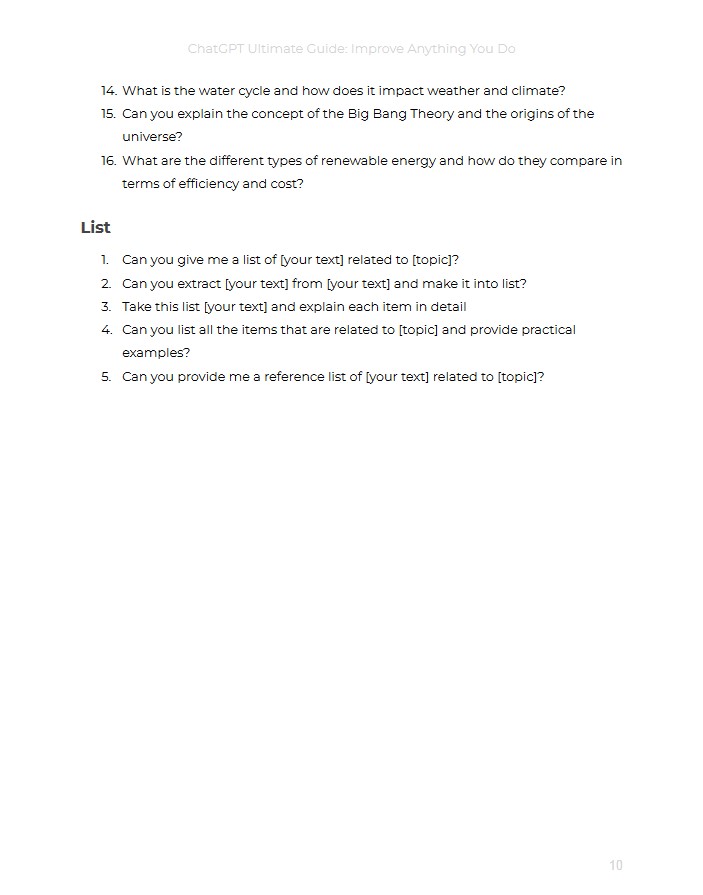 ChatGPT Ultimate Guide: Improve Anything You Do
14. What is the water cycle and how does it impact weather and climate?
15. Can you explain the concept of the Big Bang Theory and the origins of the
universe?
16. What are the different types of renewable energy and how do they compare in
terms of efficiency and cost?
List
1. Can you give me a list of [your text] related to [topic]?
2. Can you extract [your text] from [your text] and make it into list?
3. Take this list [your text] and explain each item in detail
4. Can you list all the items that are related to [topic] and provide practical
examples?
5. Can you provide me a reference list of [your text] related to [topic]?
10